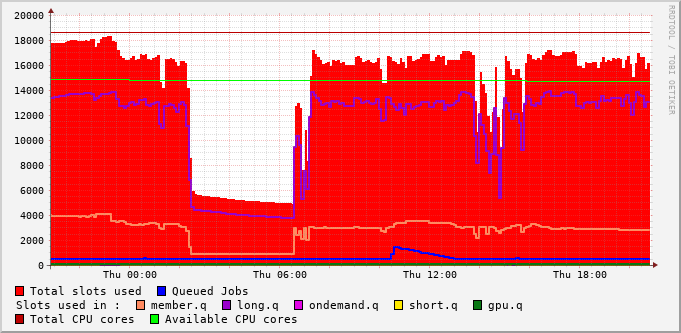 RRDTOOL / TOBI OETIKER
20000
18000
16000
14000
12000
10000
8000
6000
4000
2000
0
Thu 00:00 Thu 06:00 Thu 12:00 Thu 18:00
Total slots used Queued Jobs
Slots used in : member.q long.q ondemand.q short.q gpu.q
Total CPU cores Available CPU cores